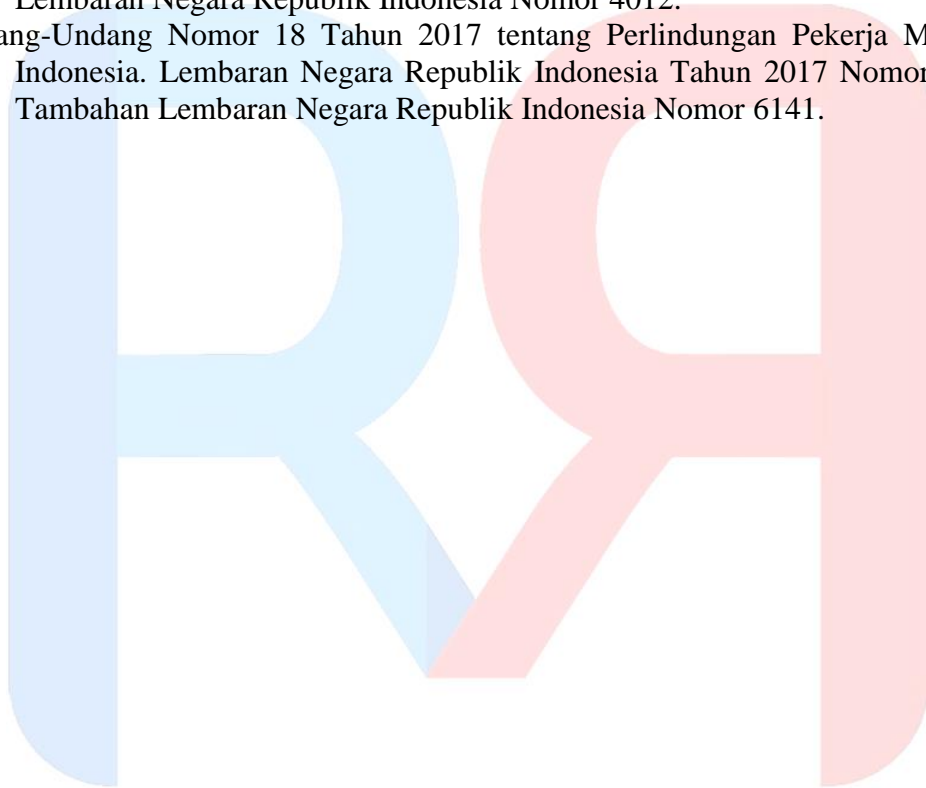 Lembaran Negara Republik Indonesia Nomor 4012.
ang-Undang Nomor 18 Tahun 2017 tentang Perlindungan Pekerja M
Indonesia. Lembaran Negara Republik Indonesia Tahun 2017 Nomor
Tambahan Lembaran Negara Republik Indonesia Nomor 6141.